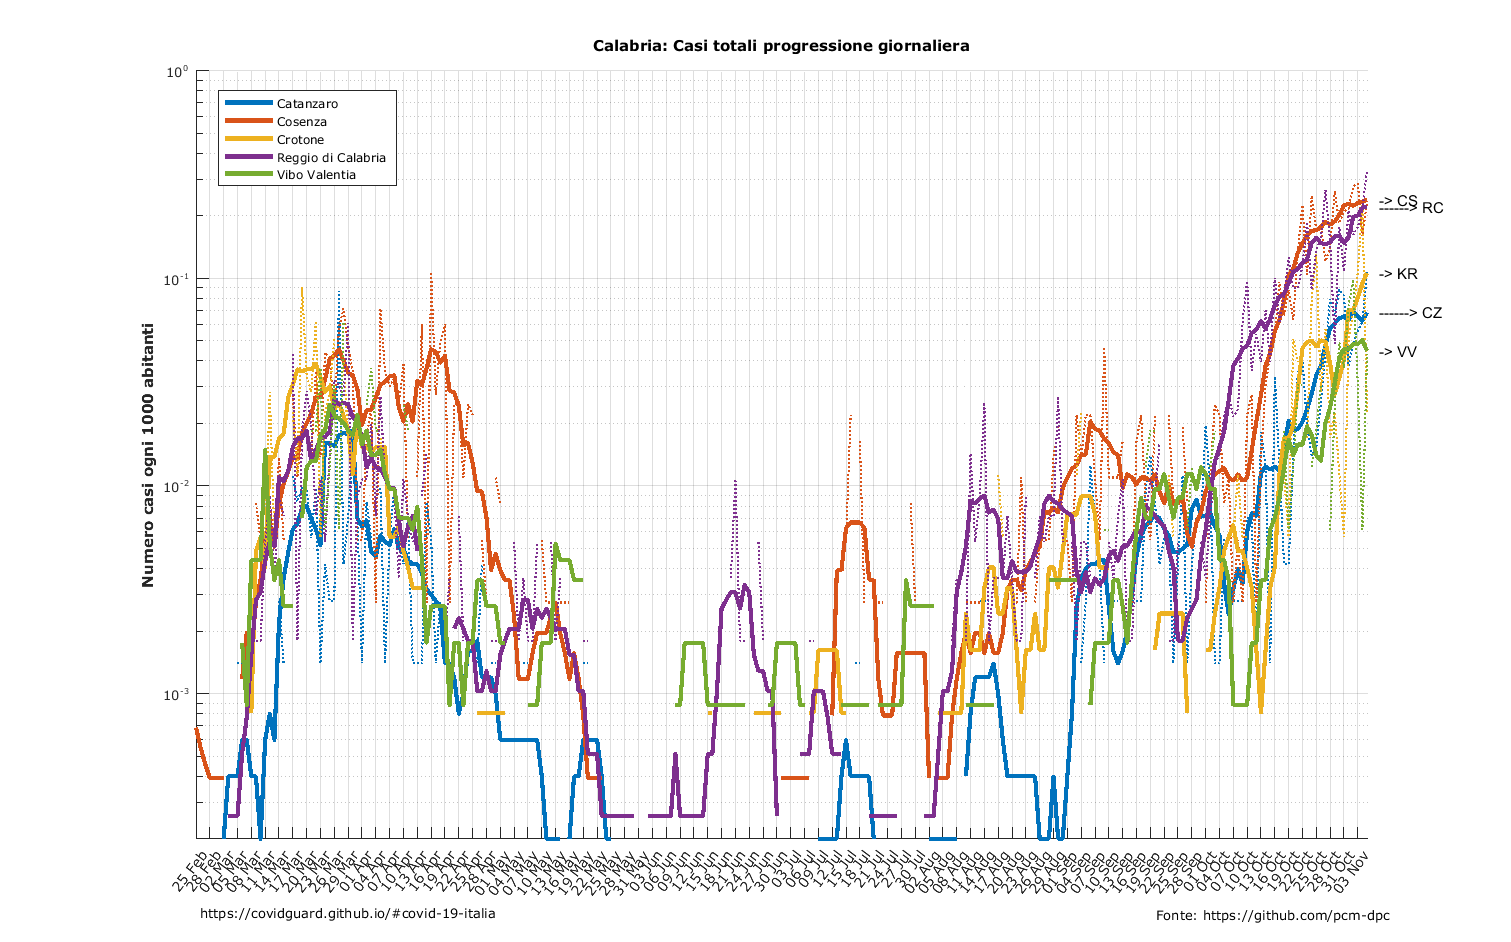 Calabria: Casi totali progressione giornaliera
10⁰
Catanzaro
Cosenza
Crotone
Reggio di Calabria
Vibo Valentia
-> CS
------> RC
10⁻¹
-> KR
------> CZ
-> VV
Numero casi ogni 1000 abitanti
10⁻²
10⁻³
25 Feb
28 Feb
02 Mar
05 Mar
08 Mar
11 Mar
14 Mar
17 Mar
20 Mar
23 Mar
26 Mar
29 Mar
01 Apr
04 Apr
07 Apr
10 Apr
13 Apr
16 Apr
19 Apr
22 Apr
25 Apr
28 Apr
01 May
04 May
07 May
10 May
13 May
16 May
19 May
22 May
25 May
28 May
31 May
03 Jun
06 Jun
09 Jun
12 Jun
15 Jun
18 Jun
21 Jun
24 Jun
27 Jun
30 Jun
03 Jul
06 Jul
09 Jul
12 Jul
15 Jul
18 Jul
21 Jul
24 Jul
27 Jul
30 Jul
02 Aug
05 Aug
08 Aug
11 Aug
14 Aug
17 Aug
20 Aug
23 Aug
26 Aug
29 Aug
01 Sep
04 Sep
07 Sep
10 Sep
13 Sep
16 Sep
19 Sep
22 Sep
25 Sep
28 Sep
01 Oct
04 Oct
07 Oct
10 Oct
13 Oct
16 Oct
19 Oct
22 Oct
25 Oct
28 Oct
31 Oct
03 Nov
https://covidguard.github.io/#covid-19-italia
Fonte: https://github.com/pcm-dpc